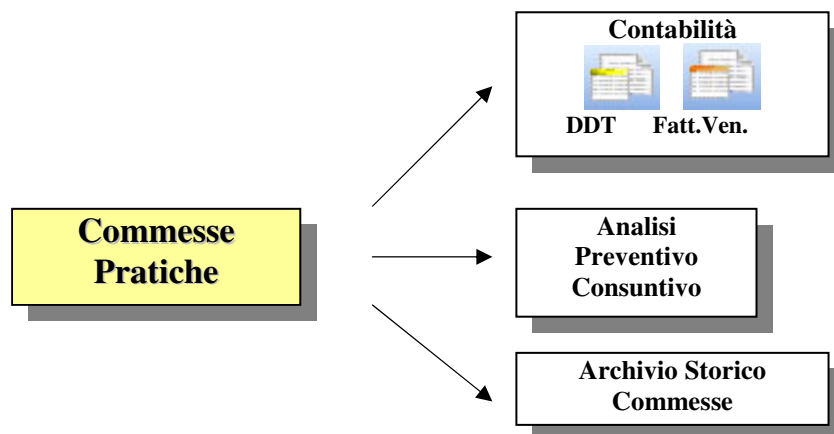 Contabilità
DDT Fatt.Ven.
Commesse
Pratiche
Analisi
Preventivo
Consuntivo
Archivio Storico
Commesse